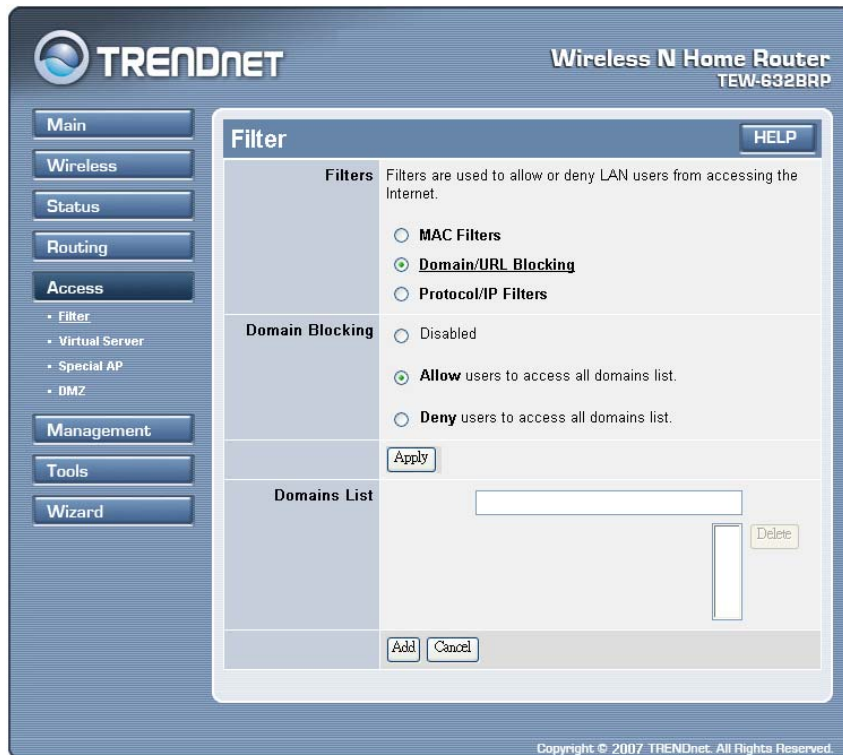 TRENDNET
Wireless N Home Router
TEW-632BRP
Main
Wireless
Status
Routing
Access
• Filter
• Virtual Server
• Special AP
• DMZ
Management
Tools
Wizard
Filter
HELP
Filters
Filters are used to allow or deny LAN users from accessing the
Internet.
MAC Filters
Domain/URL Blocking
Protocol/IP Filters
Domain Blocking
Disabled
Allow users to access all domains list.
Deny users to access all domains list.
Apply
Domains List
Delete
Add
Cancel
Copyright © 2007 TRENDnet. All Rights Reserved.